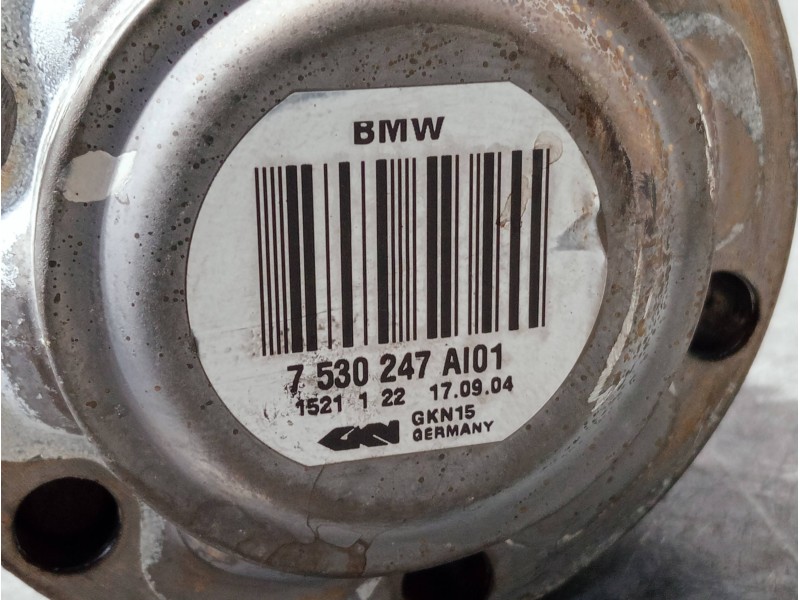 BMW
7 530 247 AI01
1521 1 22 17.09.04
GKN GKN15
GERMANY